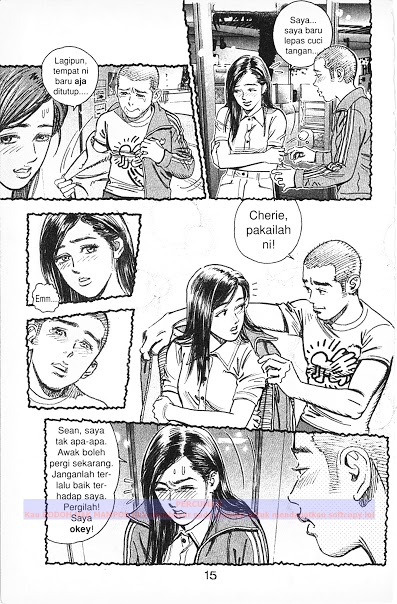 Saya...
saya baru
lepas cuci
tangan...
Lagipun,
tempat ni
baru aja
ditutup....
Emm...
Cherie,
pakailah
ni!
Sean, saya
tak apa-apa.
Awak boleh
pergi sekarang.
Janganlah ter-
lalu baik ter-
hadap saya.
Pergilah!
Saya
okey!
PERCUMA
15